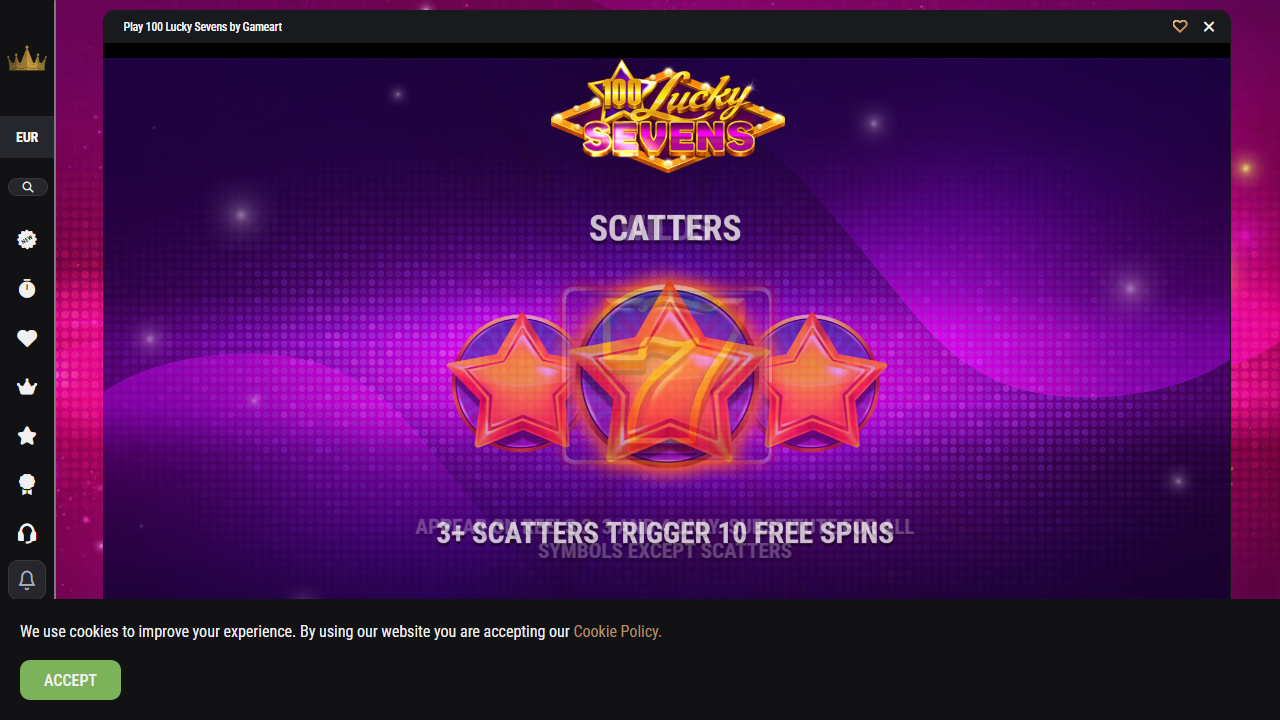 Play 100 Lucky Sevens by Gameart
EUR
NEW
100 Lucky
SEVENS
SCATTERS
7
3+ SCATTERS TRIGGER 10 FREE SPINS
SYMBOLS EXCEPT SCATTERS
We use cookies to improve your experience. By using our website you are accepting our Cookie Policy.
ACCEPT